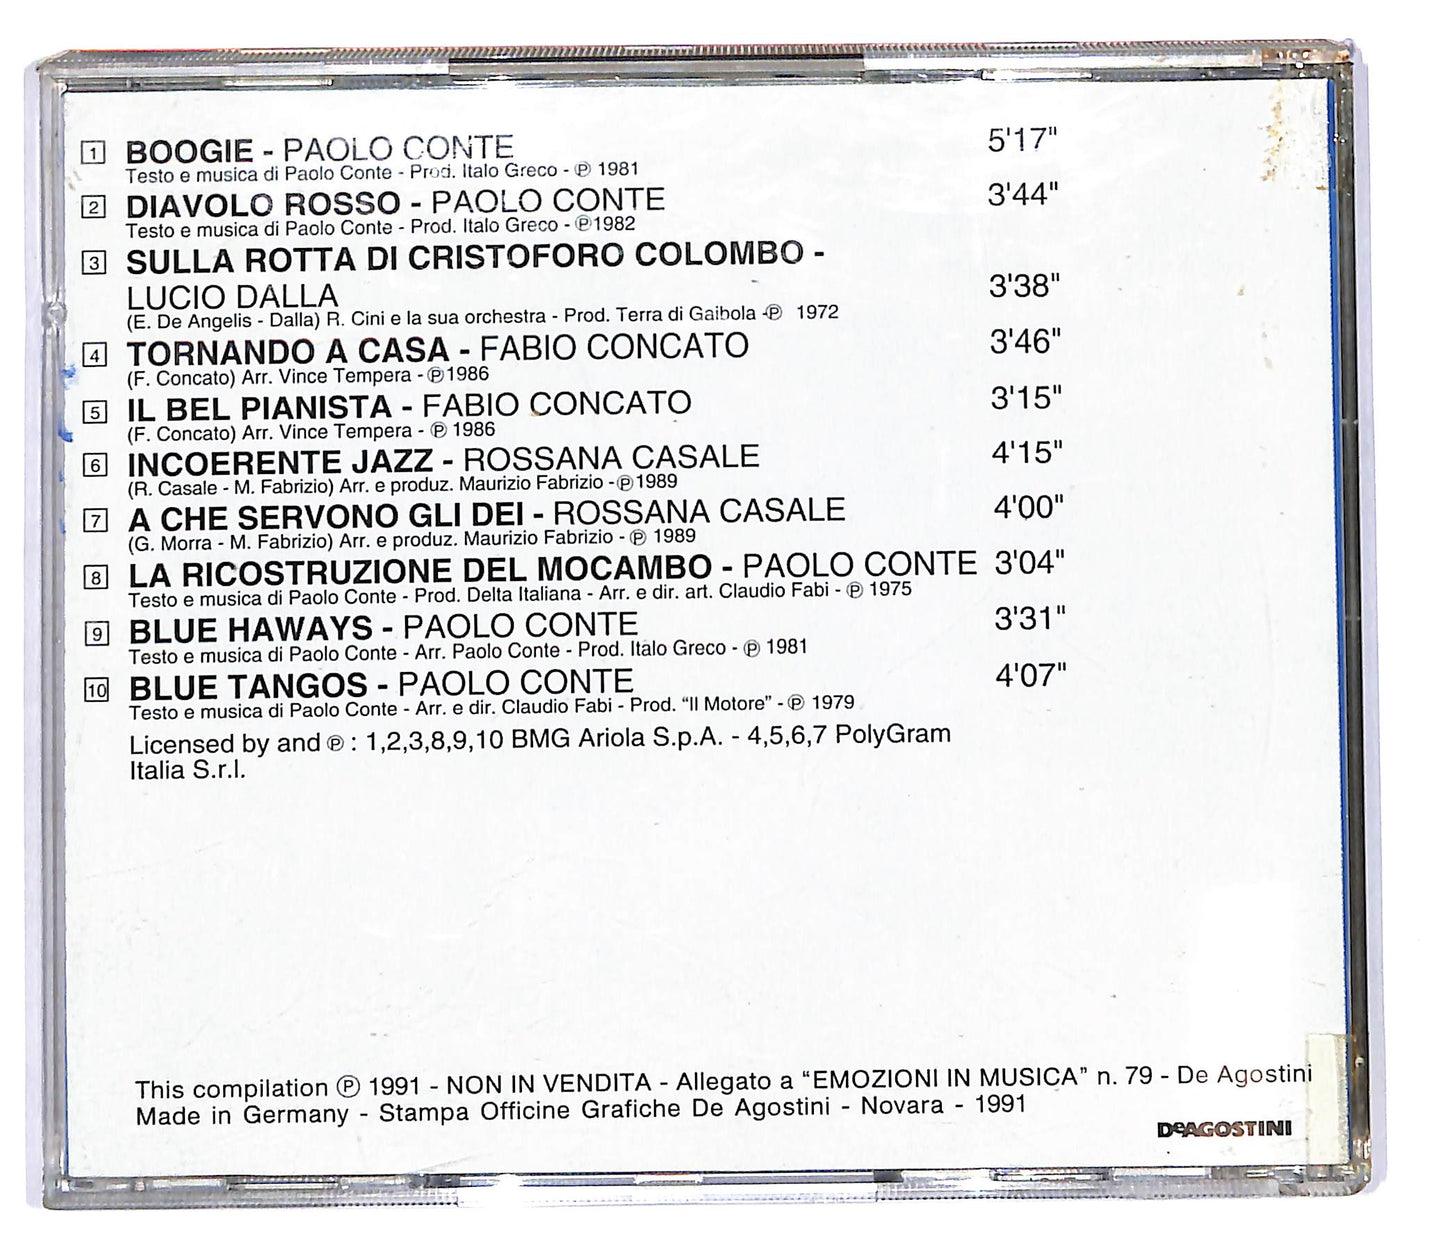 1 BOOGIE - PAOLO CONTE 5'17"
Testo e musica di Paolo Conte - Prod. Italo Greco - ℗ 1981
2 DIAVOLO ROSSO - PAOLO CONTE 3'44"
Testo e musica di Paolo Conte - Prod. Italo Greco - ℗1982
3 SULLA ROTTA DI CRISTOFORO COLOMBO -
LUCIO DALLA 3'38"
(E. De Angelis - Dalla) R. Cini e la sua orchestra - Prod. Terra di Gaibola -℗ 1972
4 TORNANDO A CASA - FABIO CONCATO 3'46"
(F. Concato) Arr. Vince Tempera -℗1986
5 IL BEL PIANISTA - FABIO CONCATO 3'15"
(F. Concato) Arr. Vince Tempera - ℗ 1986
6 INCOERENTE JAZZ - ROSSANA CASALE 4'15"
(R. Casale - M. Fabrizio) Arr. e produz. Maurizio Fabrizio -℗1989
7 A CHE SERVONO GLI DEI - ROSSANA CASALE 4'00"
(G. Morra - M. Fabrizio) Arr. e produz. Maurizio Fabrizio - ℗ 1989
8 LA RICOSTRUZIONE DEL MOCAMBO - PAOLO CONTE 3'04"
Testo e musica di Paolo Conte - Prod. Delta Italiana - Arr. e dir. art. Claudio Fabi - ℗ 1975
9 BLUE HAWAYS - PAOLO CONTE 3'31"
Testo e musica di Paolo Conte - Arr. Paolo Conte - Prod. Italo Greco - ℗ 1981
10 BLUE TANGOS - PAOLO CONTE 4'07"
Testo e musica di Paolo Conte - Arr. e dir. Claudio Fabi - Prod. "Il Motore" - ℗ 1979
Licensed by and ℗ : 1,2,3,8,9,10 BMG Ariola S.p.A. - 4,5,6,7 PolyGram
Italia S.r.l.
This compilation ℗ 1991 - NON IN VENDITA - Allegato a "EMOZIONI IN MUSICA" n. 79 - De Agostini
Made in Germany - Stampa Officine Grafiche De Agostini - Novara - 1991
DeAGOSTINI